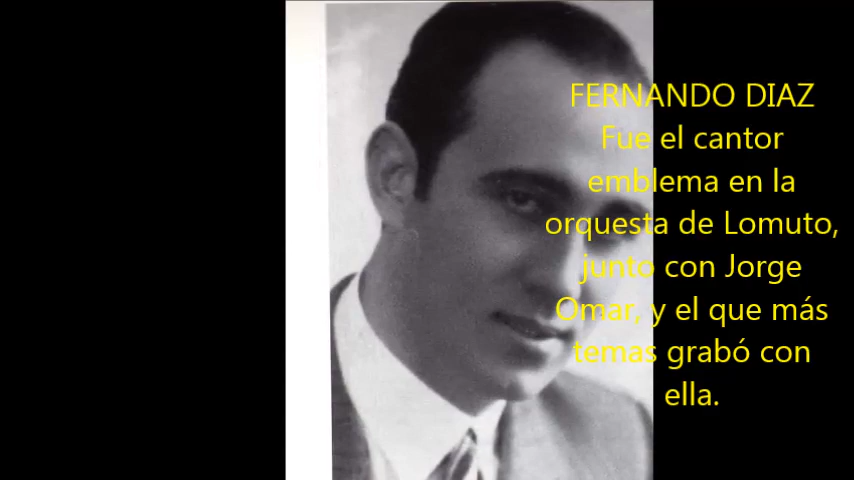 FERNANDO DIAZ
Fue el cantor
emblema en la
orquesta de Lomuto,
junto con Jorge
Omar, y el que más
temas grabó con
ella.